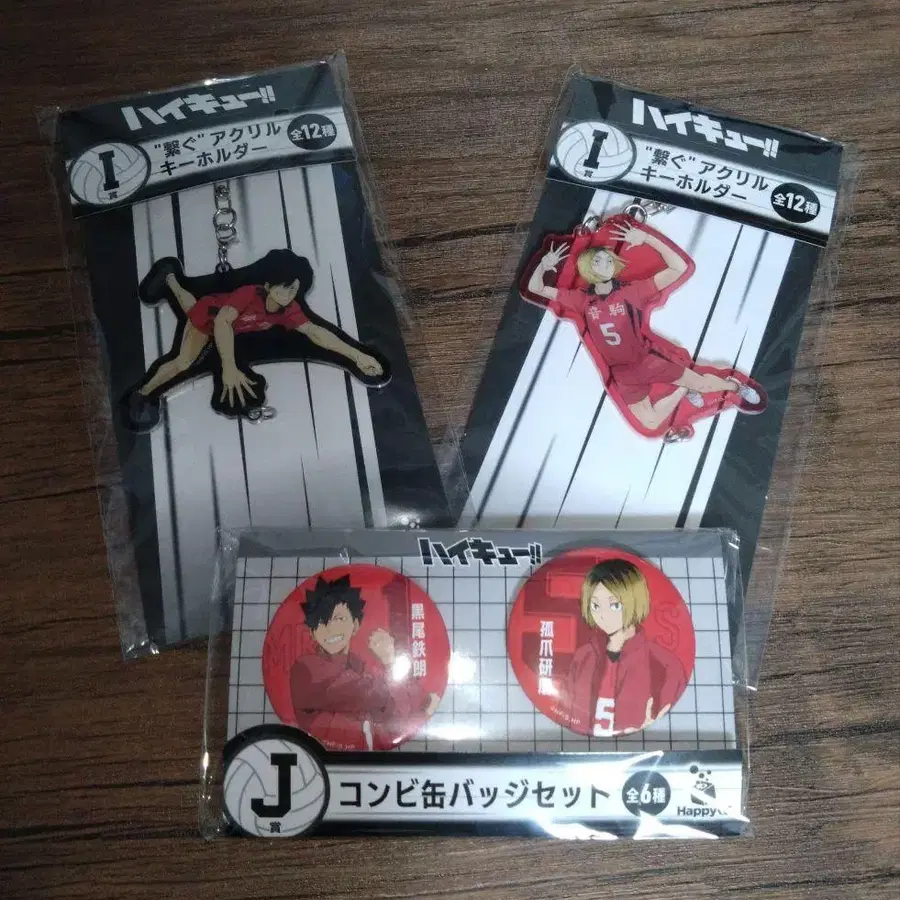 ハイキュー!!
I賞
"繋ぐ"アクリル
キーホルダー
全12種
ハイキュー!!
I賞
"繋ぐ"アクリル
キーホルダー
全12種
音駒
5
ハイキュー!!
黒尾鉄朗
孤爪研磨
5
J賞
コンビ缶バッジセット
全6種